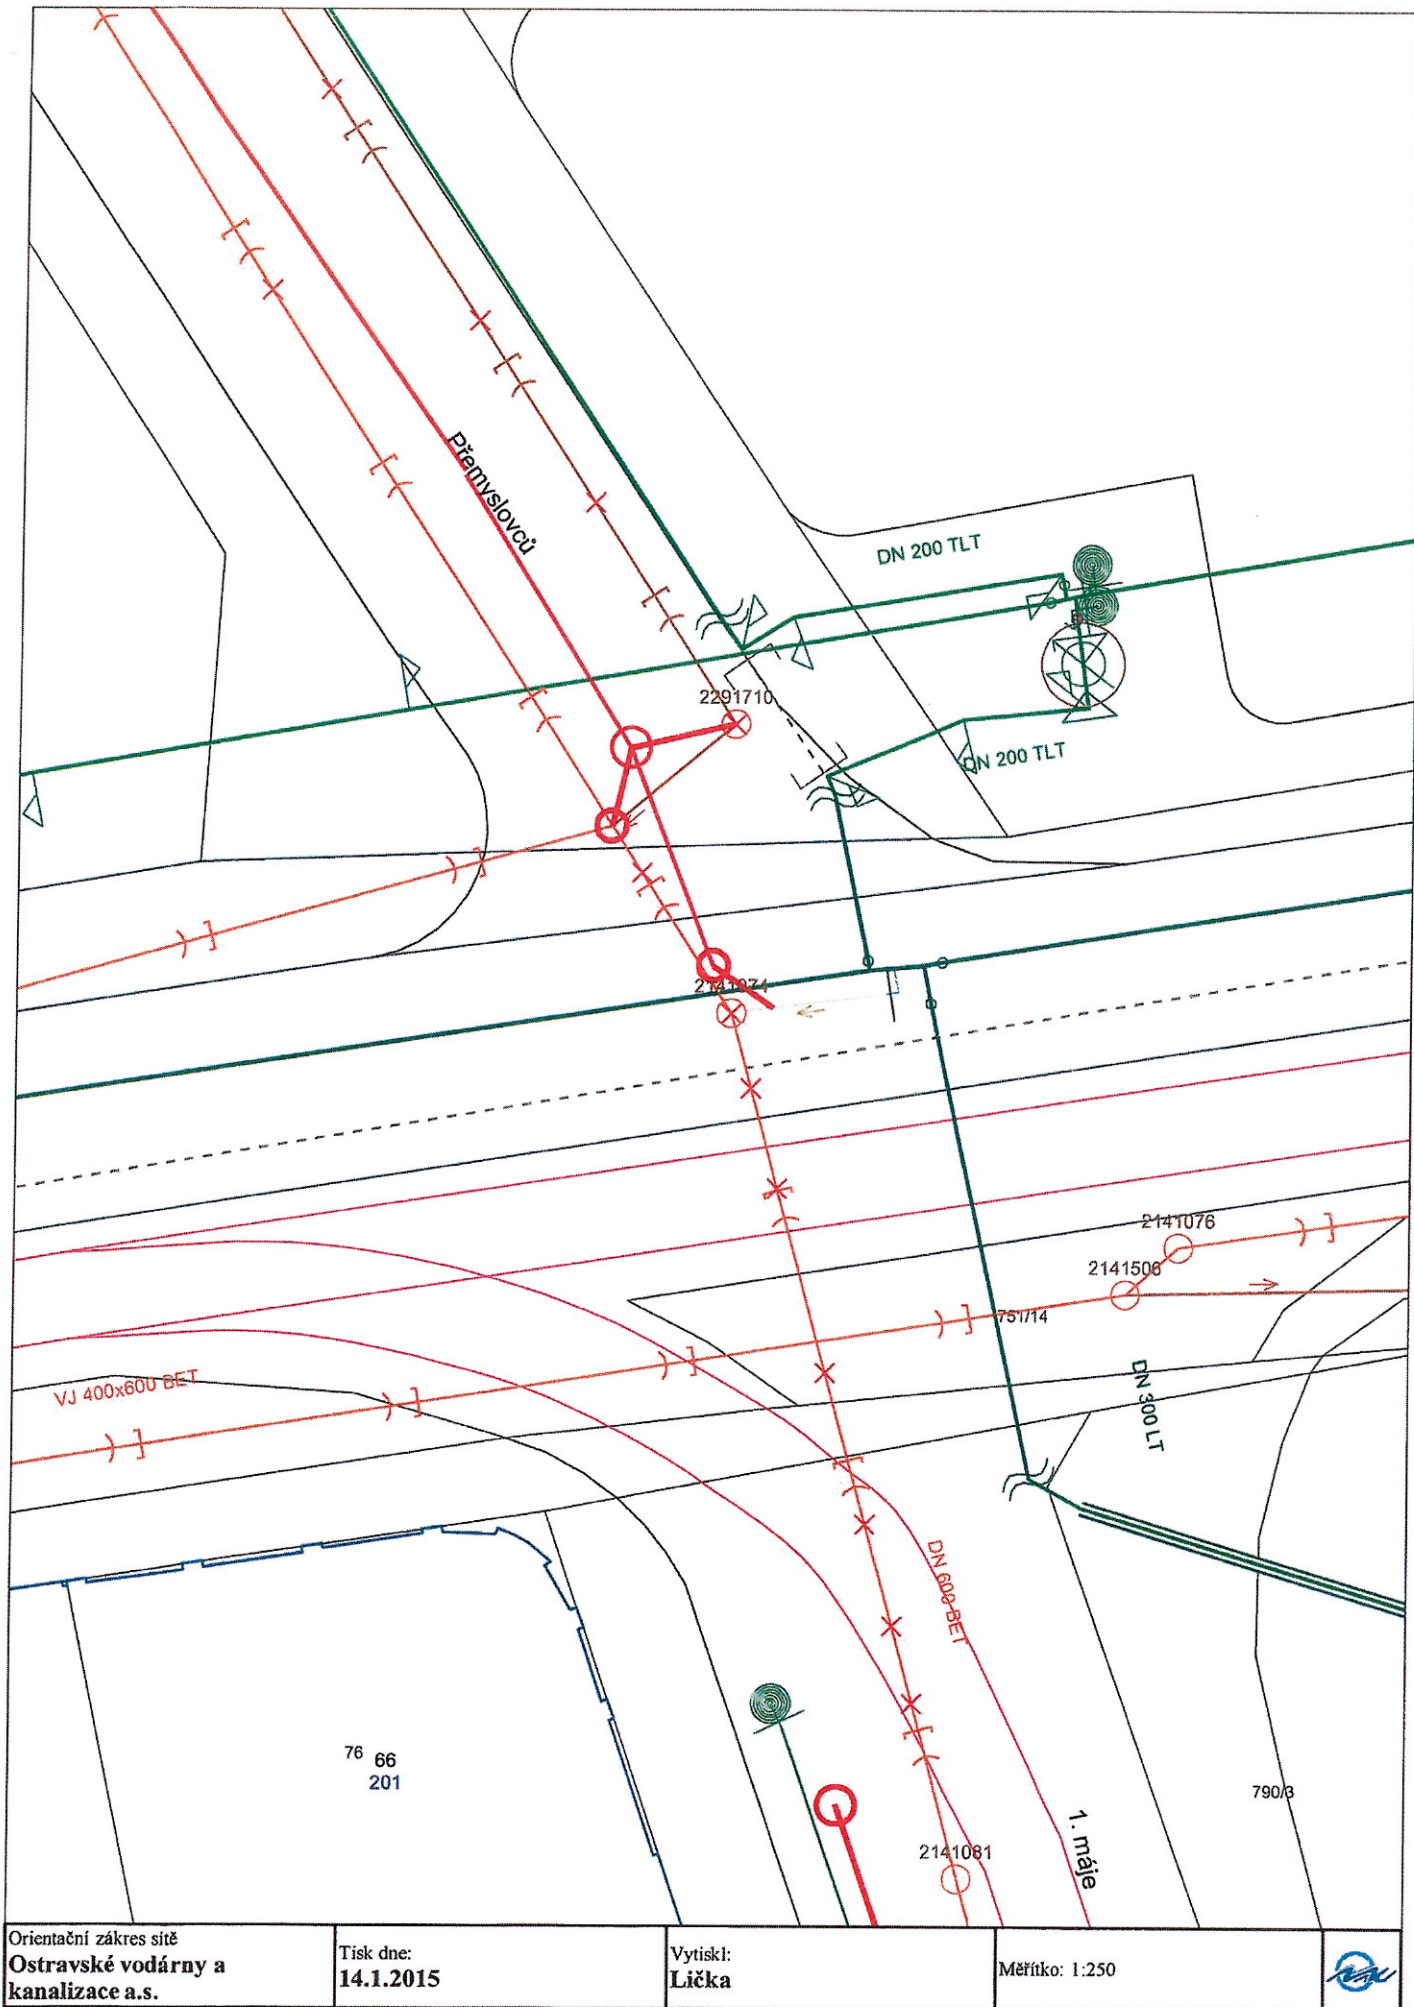 Přemyslovců
DN 200 TLT
2291710
DN 200 TLT
2141074
2141076
2141506
751/14
VJ 400x600 BET
DN 300 LT
DN 600 BET
76 66
201
790/3
1. máje
2141081
Orientační zákres sítě
Ostravské vodárny a
kanalizace a.s.
Tisk dne:
14.1.2015
Vytiskl:
Lička
Měřítko: 1:250